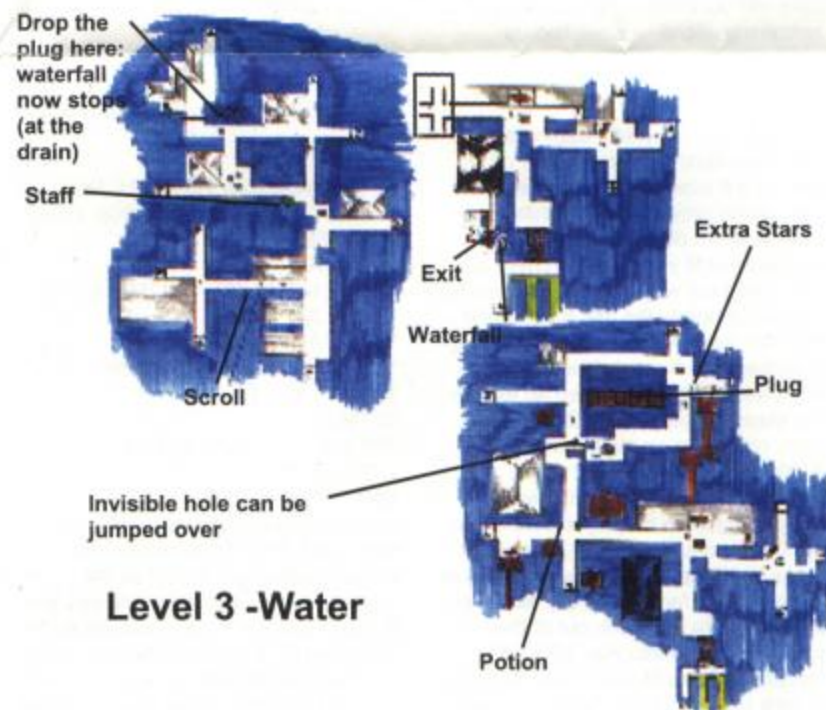 Drop the
plug here:
waterfall
now stops
(at the
drain)
Staff
Scroll
Exit
Waterfall
Extra Stars
Plug
Invisible hole can be
jumped over
Potion
Level 3 -Water